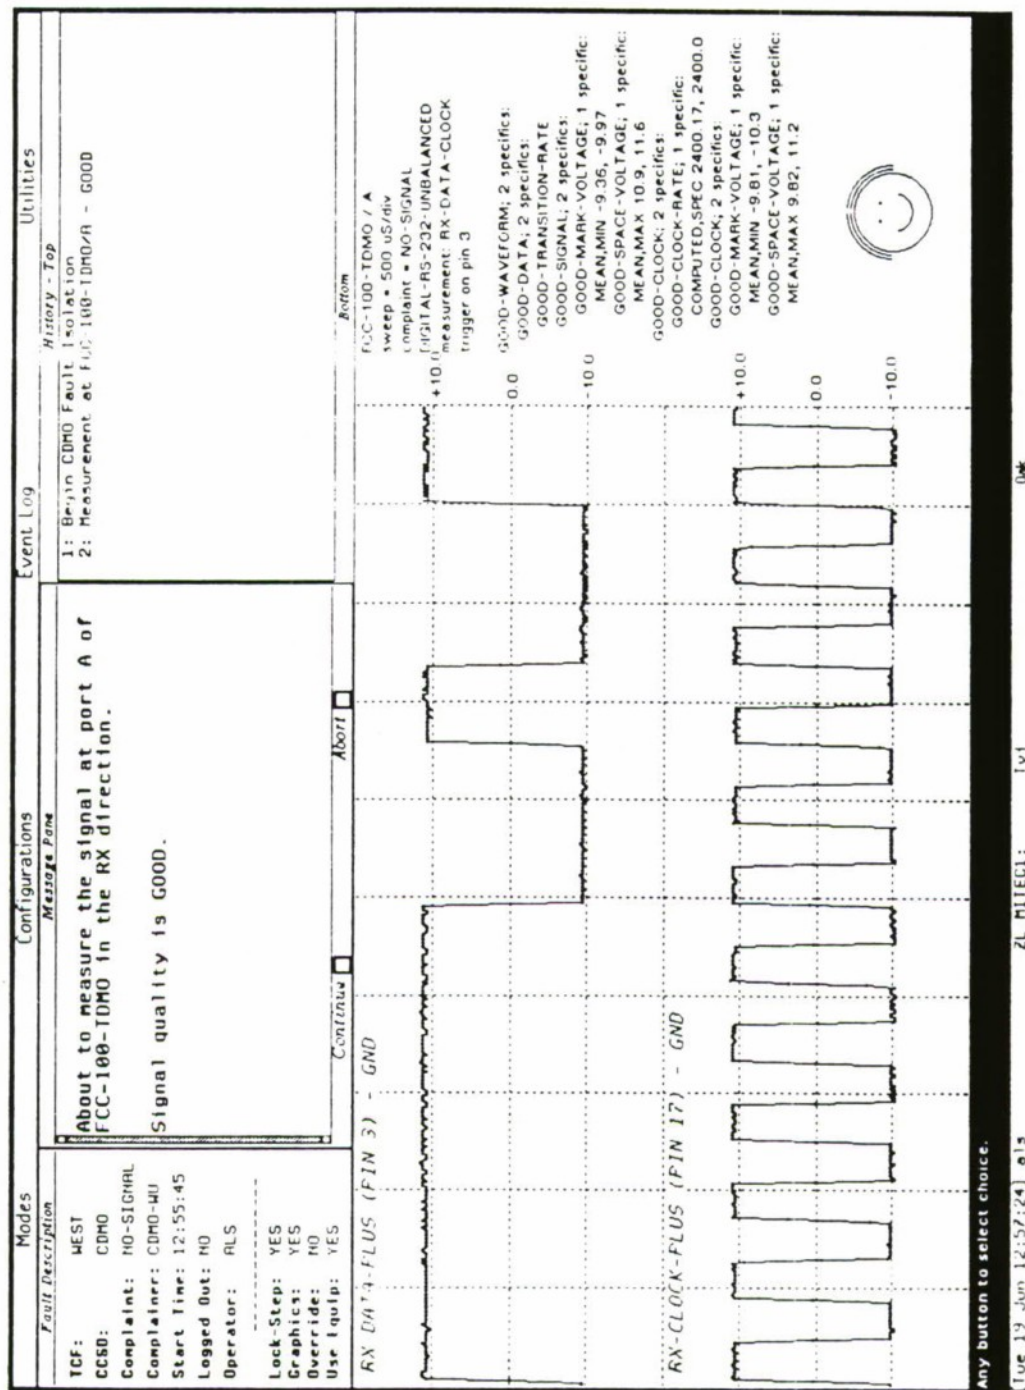 Modes
Configurations
Event Log
Utilities
Fault Description
TCF: WEST
CCSD: CDMO
Complaint: NO-SIGNAL
Complainer: CDMO-WU
Start Time: 12:55:45
Logged Out: NO
Operator: ALS
--------------
Lock-Step: YES
Graphics: YES
Override: NO
Use Equip: YES
Message Pane
About to measure the signal at port A of
FCC-100-TDMO in the RX direction.
Signal quality is GOOD.
Continue
Abort
History - Top
1: Begin CDMO Fault Isolation
2: Measurement at FCC-100-TDMO/A - GOOD
Bottom
RX DATA-PLUS (PIN 3) - GND
+10.0
0.0
10.0
RX-CLOCK-PLUS (PIN 17) - GND
+10.0
0.0
-10.0
FCC-100-TDMO / A
sweep = 500 uS/div
complaint = NO-SIGNAL
DIGITAL-RS-232-UNBALANCED
measurement: RX-DATA-CLOCK
trigger on pin 3
GOOD-WAVEFORM; 2 specifics:
GOOD-DATA; 2 specifics:
GOOD-TRANSITION-RATE
GOOD-SIGNAL; 2 specifics:
GOOD-MARK-VOLTAGE; 1 specific:
MEAN,MIN -9.36, -9.97
GOOD-SPACE-VOLTAGE; 1 specific:
MEAN,MAX 10.9, 11.6
GOOD-CLOCK; 2 specifics:
GOOD-CLOCK-RATE; 1 specific:
COMPUTED,SPEC 2400.17, 2400.0
GOOD-CLOCK; 2 specifics:
GOOD-MARK-VOLTAGE; 1 specific:
MEAN,MIN -9.81, -10.3
GOOD-SPACE-VOLTAGE; 1 specific:
MEAN,MAX 9.82, 11.2
Any button to select choice.
Tue 19 Jun 12:57:24] als
ZL MITEC1:
Tyi